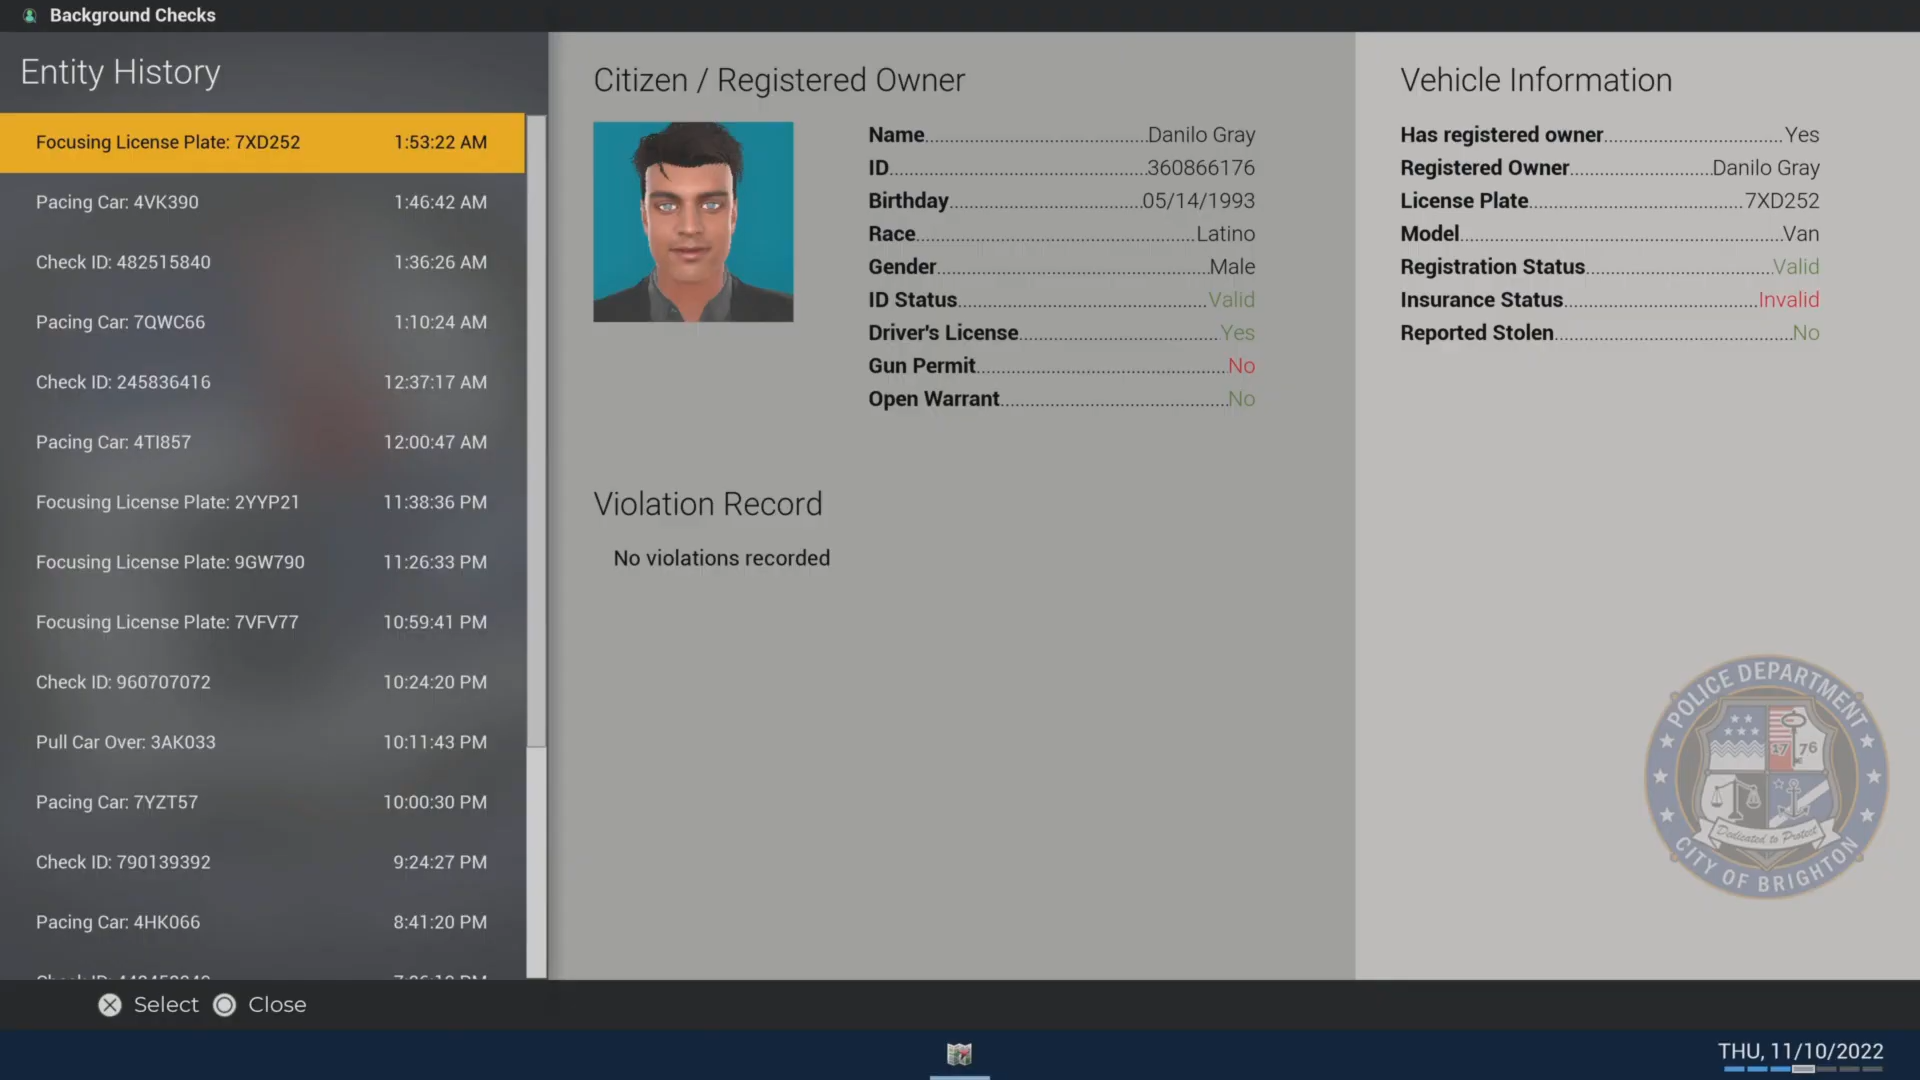 Background Checks
Entity History
Focusing License Plate: 7XD252 1:53:22 AM
Pacing Car: 4VK390 1:46:42 AM
Check ID: 482515840 1:36:26 AM
Pacing Car: 7QWC66 1:10:24 AM
Check ID: 245836416 12:37:17 AM
Pacing Car: 4TI857 12:00:47 AM
Focusing License Plate: 2YYP21 11:38:36 PM
Focusing License Plate: 9GW790 11:26:33 PM
Focusing License Plate: 7VFV77 10:59:41 PM
Check ID: 960707072 10:24:20 PM
Pull Car Over: 3AK033 10:11:43 PM
Pacing Car: 7YZT57 10:00:30 PM
Check ID: 790139392 9:24:27 PM
Pacing Car: 4HK066 8:41:20 PM
Citizen / Registered Owner
Name Danilo Gray
ID 360866176
Birthday 05/14/1993
Race Latino
Gender Male
ID Status Valid
Driver's License Yes
Gun Permit No
Open Warrant No
Violation Record
No violations recorded
Vehicle Information
Has registered owner Yes
Registered Owner Danilo Gray
License Plate 7XD252
Model Van
Registration Status Valid
Insurance Status Invalid
Reported Stolen No
POLICE DEPARTMENT
17 76
Dedicated to Protect
CITY OF BRIGHTON
Select Close
THU, 11/10/2022